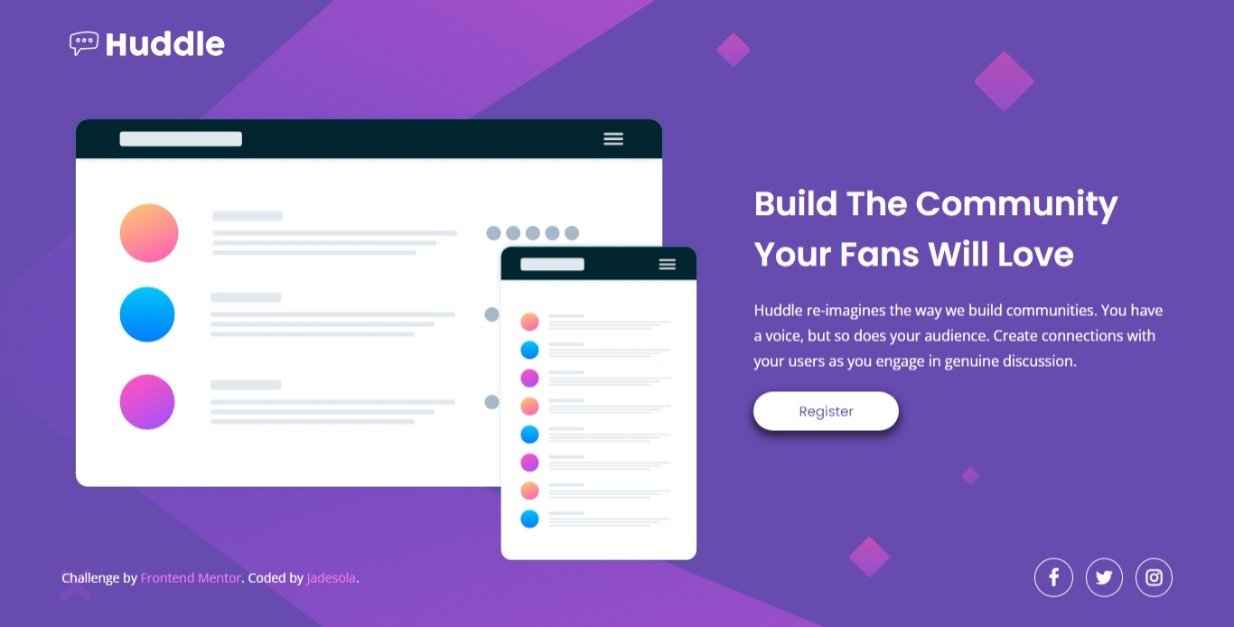 Huddle
Build The Community
Your Fans Will Love
Huddle re-imagines the way we build communities. You have
a voice, but so does your audience. Create connections with
your users as you engage in genuine discussion.
Register
Challenge by Frontend Mentor. Coded by Jadesola.